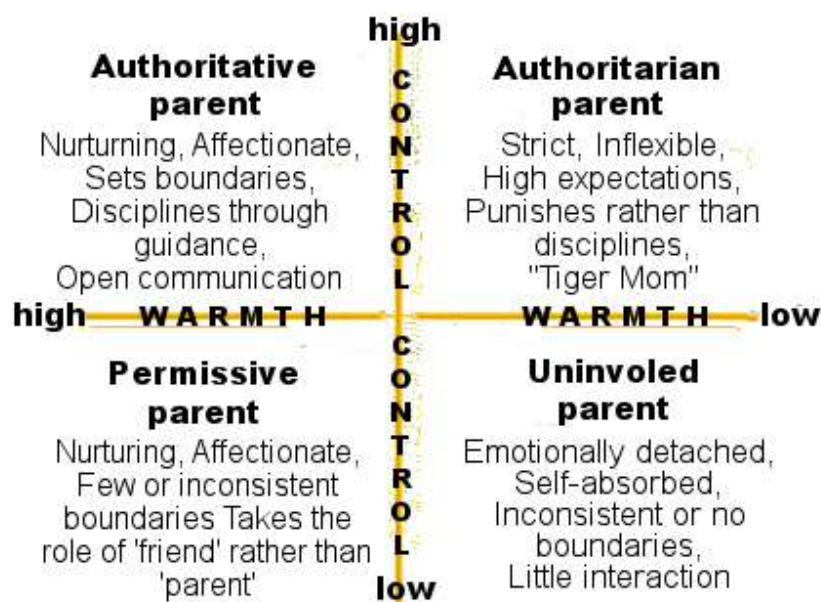 high
Authoritative
parent
Nurturning, Affectionate,
Sets boundaries,
Disciplines through
guidance,
Open communication
CONTROL
Authoritarian
parent
Strict, Inflexible,
High expectations,
Punishes rather than
disciplines,
"Tiger Mom"
high WARMTH WARMTH low
Permissive
parent
Nurturing, Affectionate,
Few or inconsistent
boundaries Takes the
role of 'friend' rather than
'parent'
CONTROL
Uninvoled
parent
Emotionally detached,
Self-absorbed,
Inconsistent or no
boundaries,
Little interaction
low